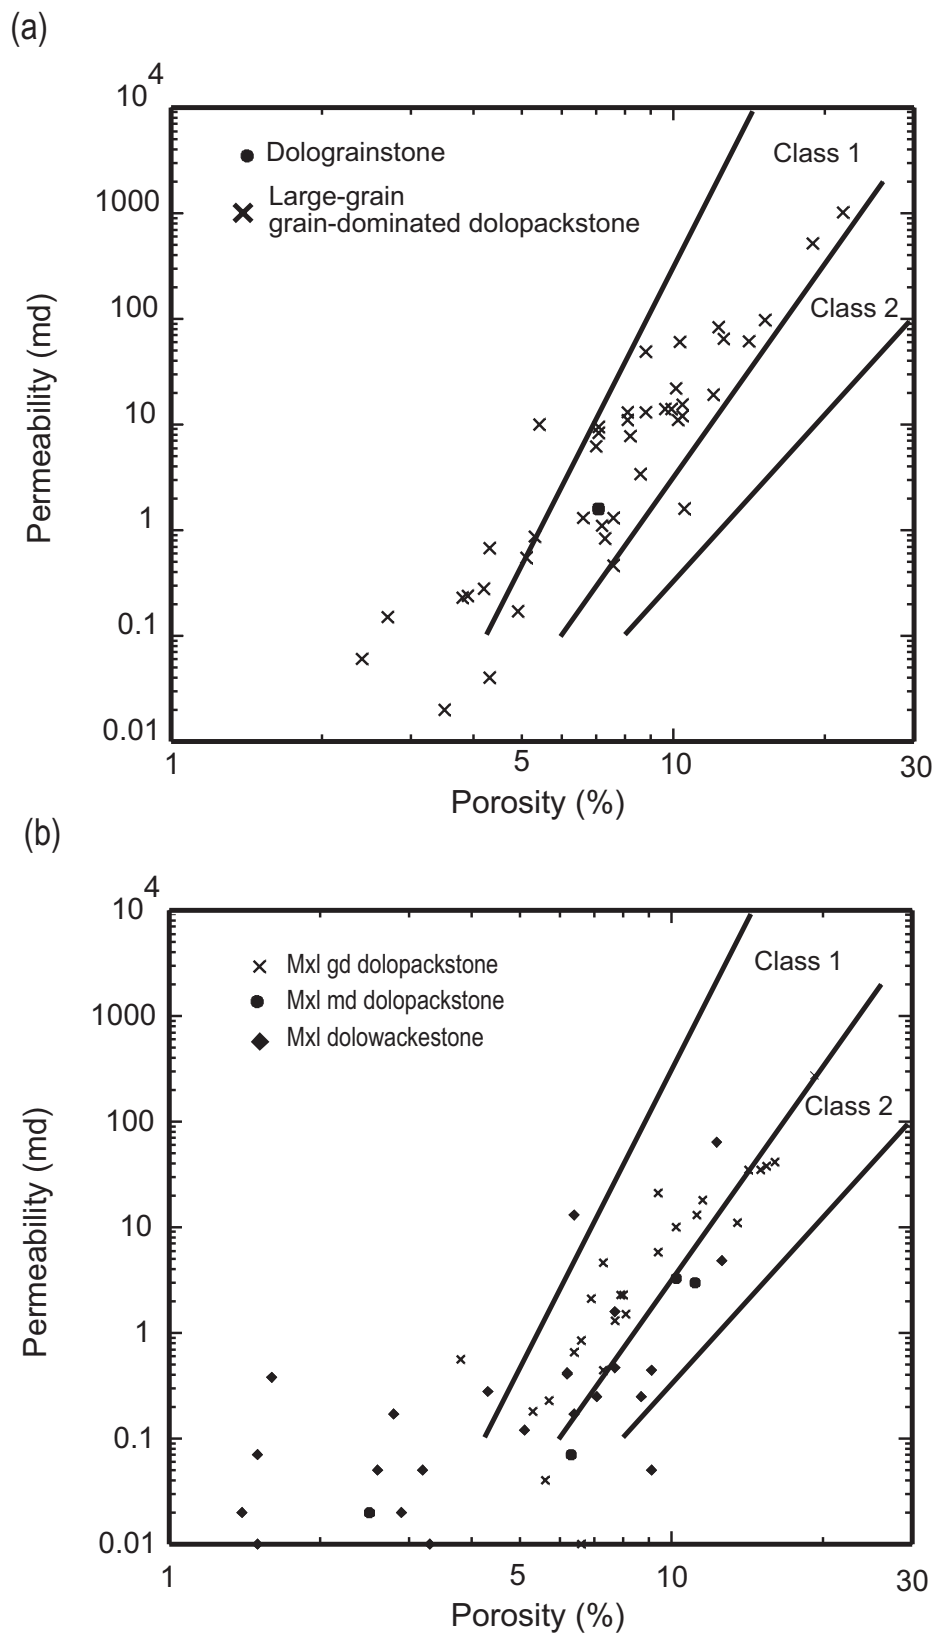 (a)
10 4
1000
100
10
1
0.1
0.01
Permeability (md)
Dolograinstone
Large-grain
grain-dominated dolopackstone
Class 1
Class 2
1 5 10 30
Porosity (%)
(b)
10 4
1000
100
10
1
0.1
0.01
Permeability (md)
Mxl gd dolopackstone
Mxl md dolopackstone
Mxl dolowackestone
Class 1
Class 2
1 5 10 30
Porosity (%)